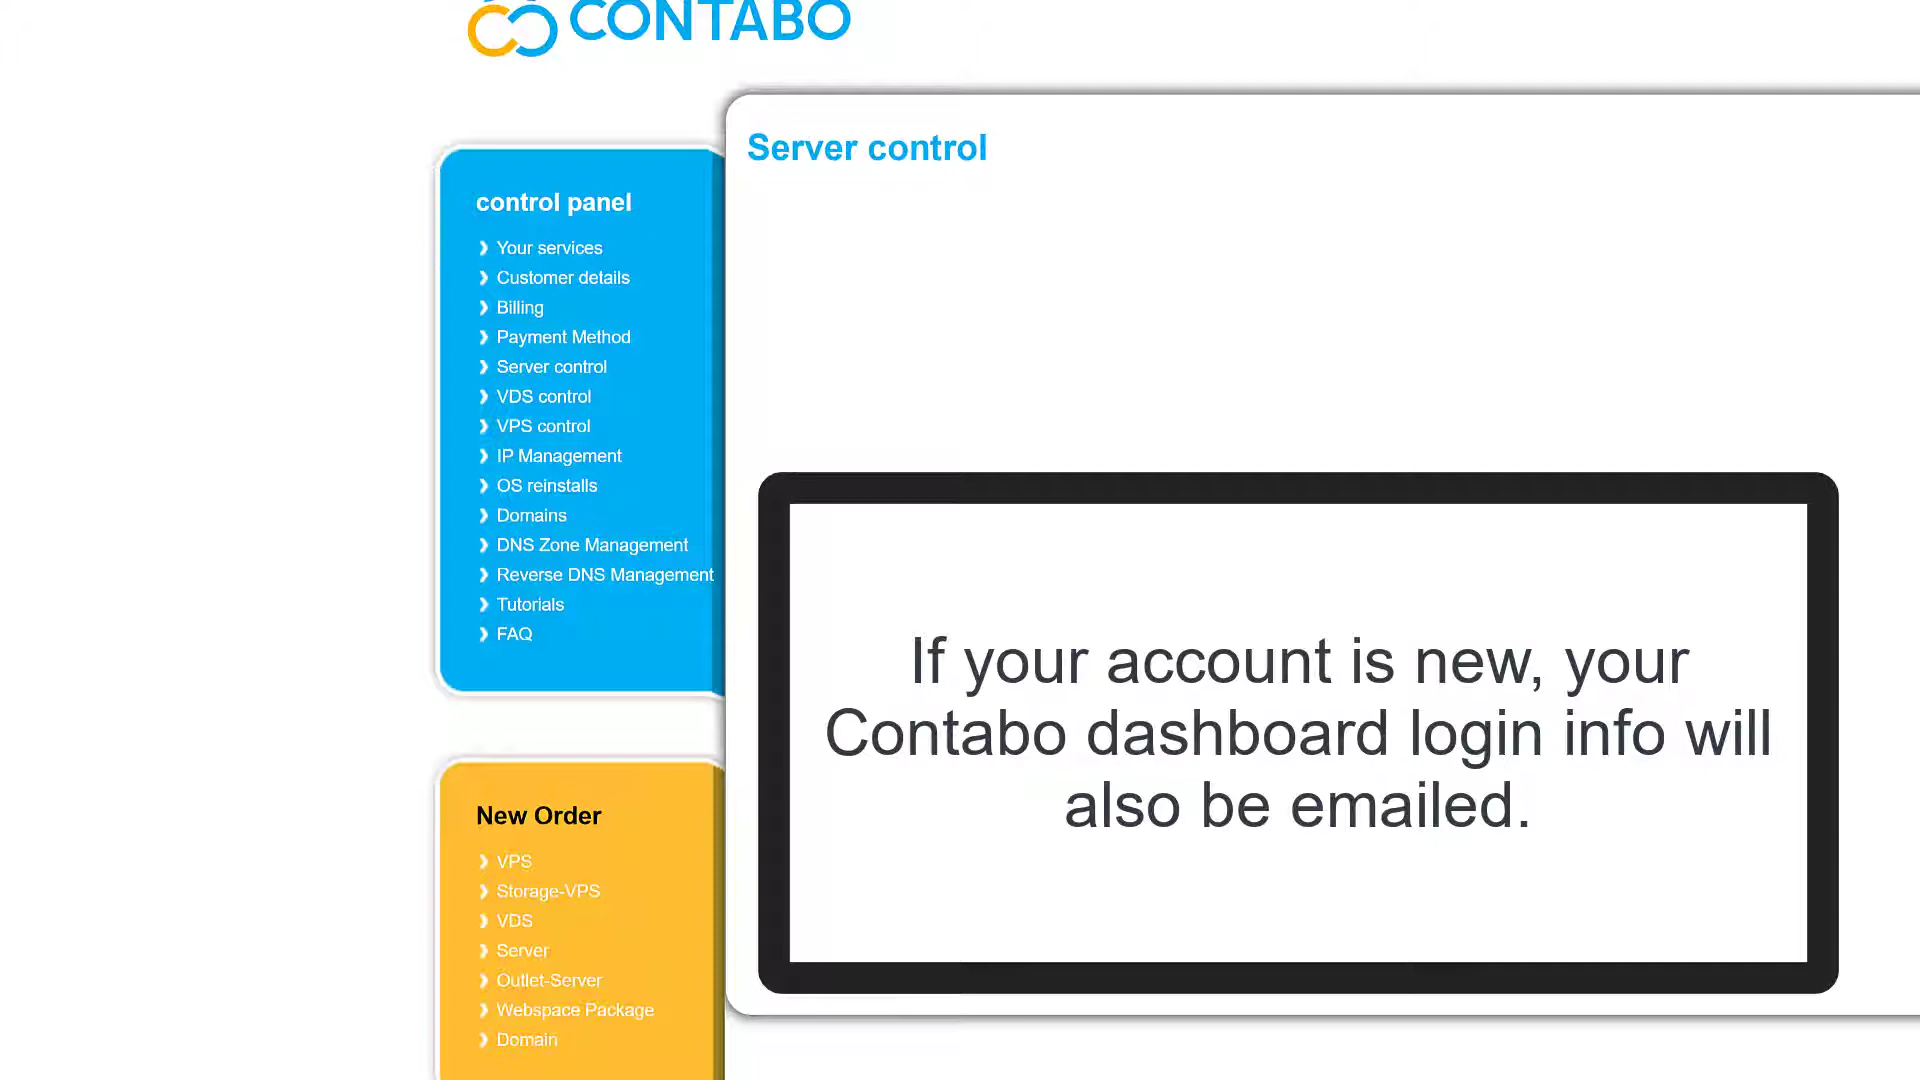 CONTABO
Server control
control panel
Your services
Customer details
Billing
Payment Method
Server control
VDS control
VPS control
IP Management
OS reinstalls
Domains
DNS Zone Management
Reverse DNS Management
Tutorials
FAQ
If your account is new, your
Contabo dashboard login info will
also be emailed.
New Order
VPS
Storage-VPS
VDS
Server
Outlet-Server
Webspace Package
Domain